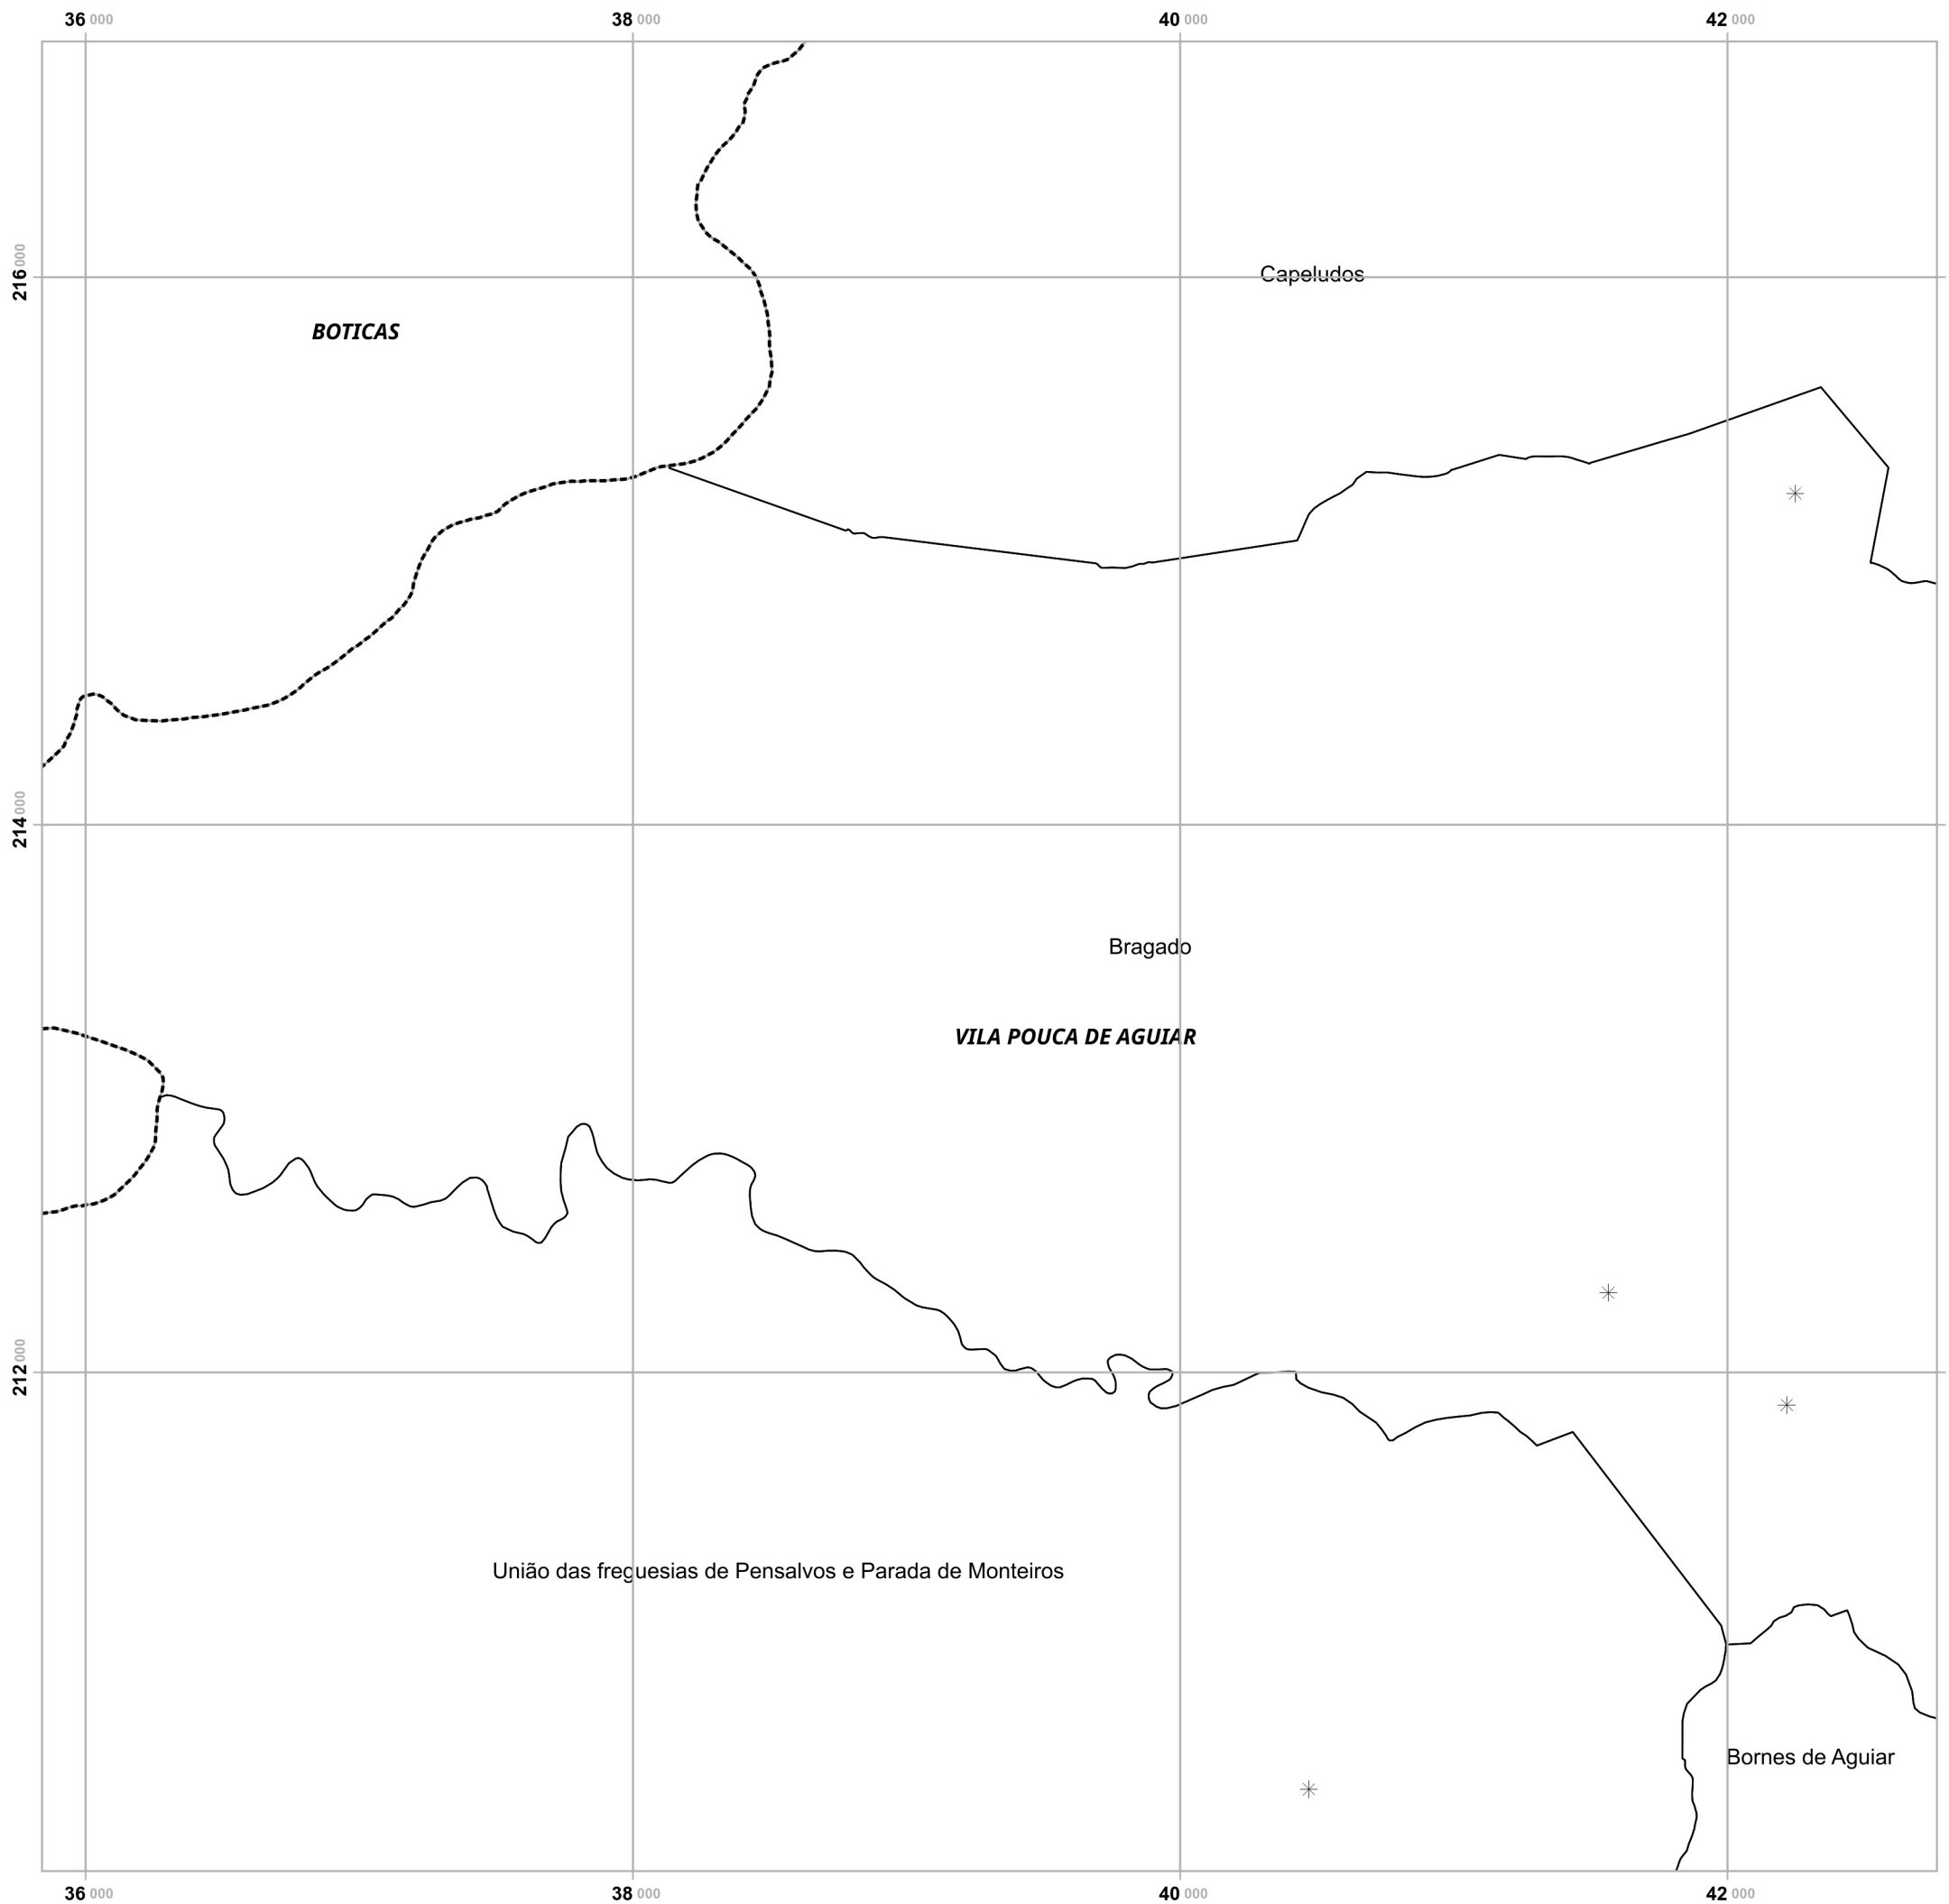 36 000 38 000 40 000 42 000
216 000
Capeludos
BOTICAS
214 000
Bragado
VILA POUCA DE AGUIAR
212 000
União das freguesias de Pensalvos e Parada de Monteiros
Bornes de Aguiar
36 000 38 000 40 000 42 000